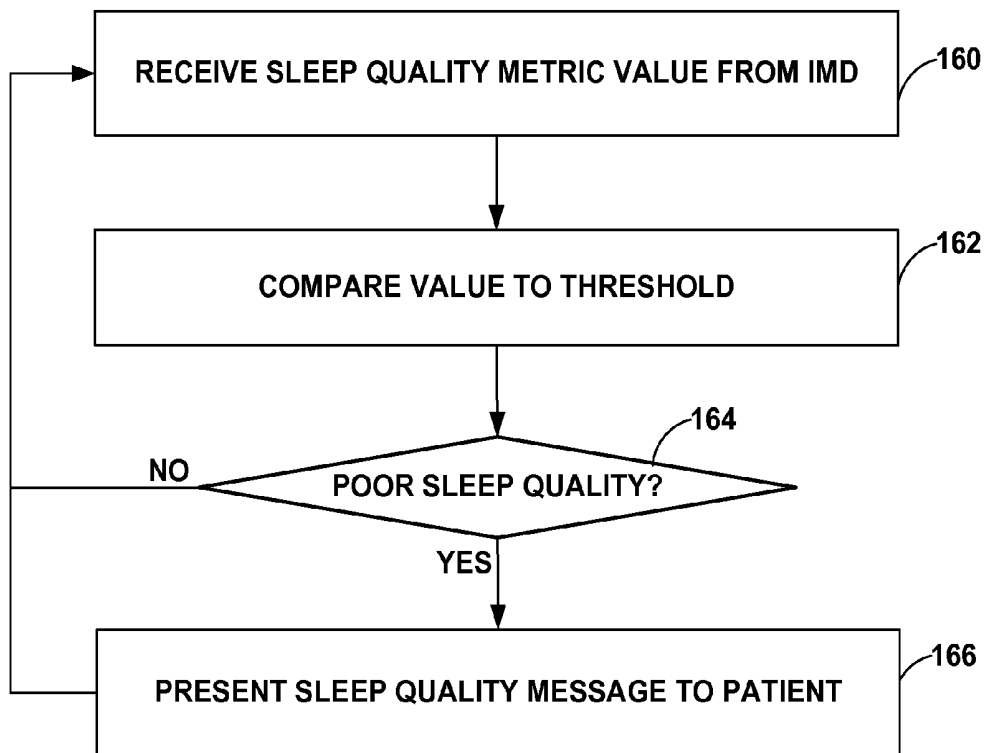 RECEIVE SLEEP QUALITY METRIC VALUE FROM IMD
160
COMPARE VALUE TO THRESHOLD
162
POOR SLEEP QUALITY?
164
NO
YES
PRESENT SLEEP QUALITY MESSAGE TO PATIENT
166